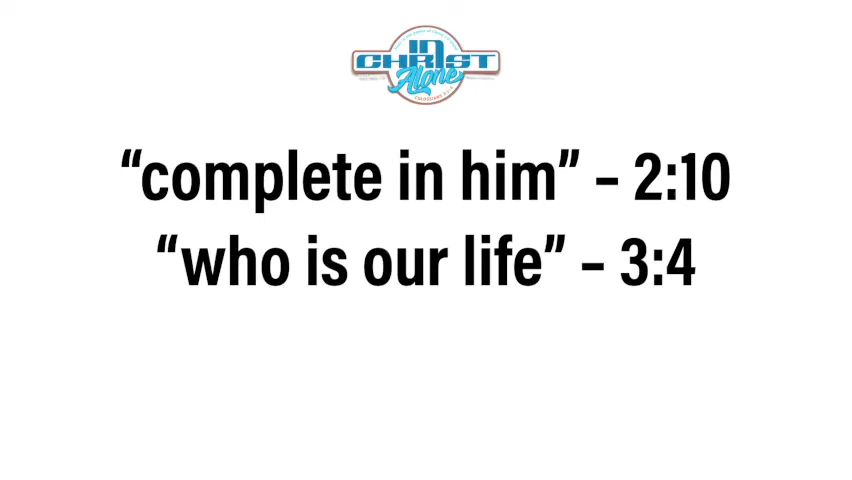 IN
CHRIST
Alone
“complete in him” – 2:10
“who is our life” – 3:4